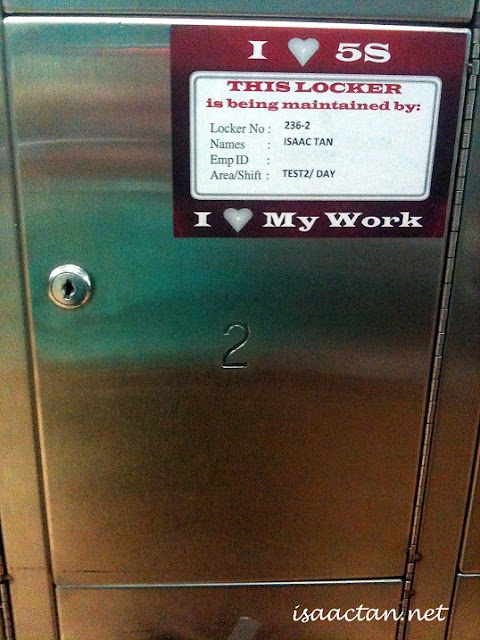 I ♥ 5S
THIS LOCKER
is being maintained by:
Locker No : 236-2
Names : ISAAC TAN
Emp ID :
Area/Shift : TEST2/ DAY
I ♥ My Work
2
isaactan.net